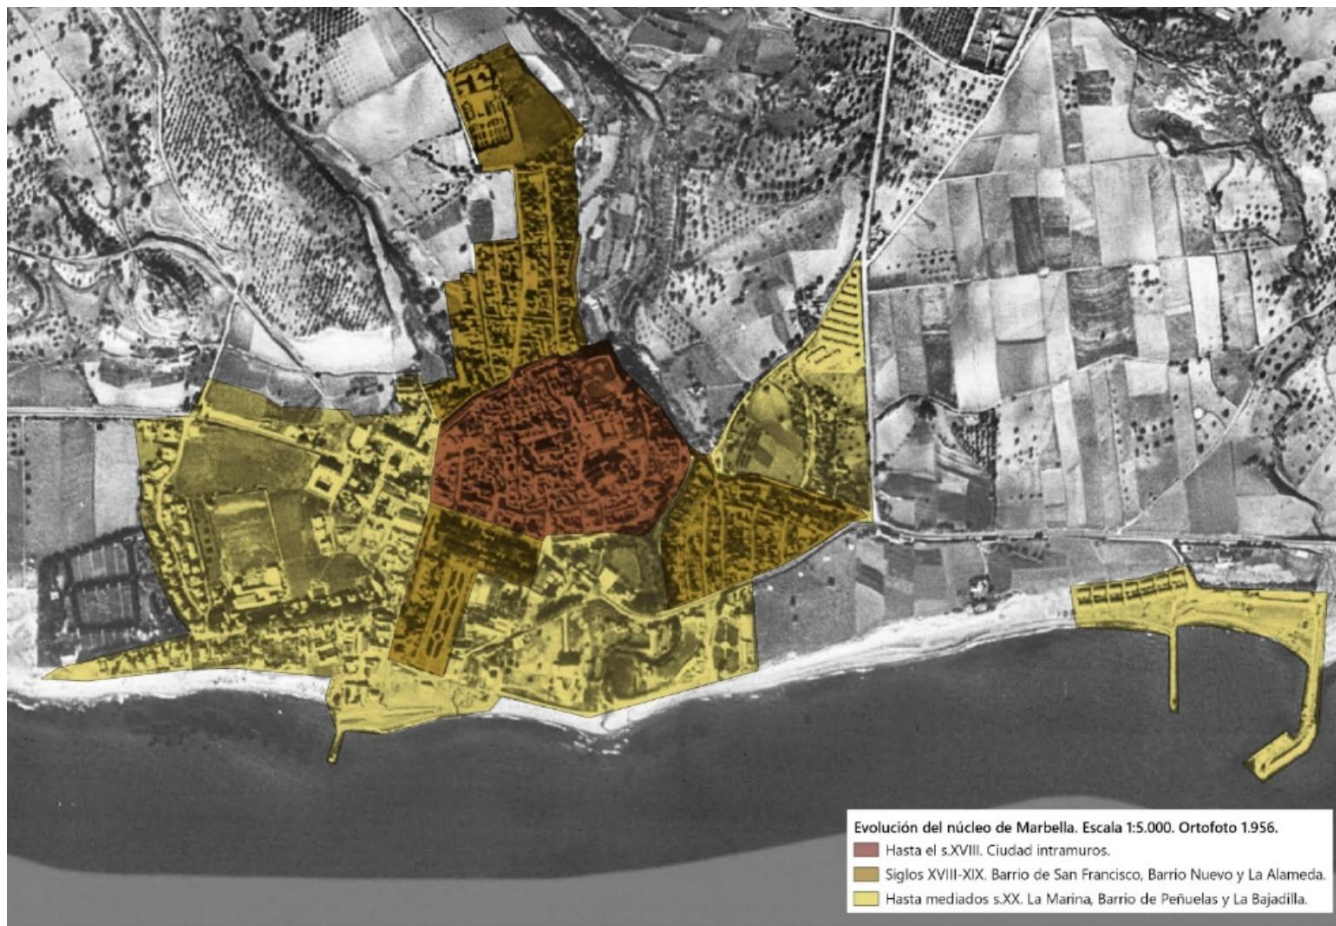 Evolución del núcleo de Marbella. Escala 1:5.000. Ortofoto 1.956.
Hasta el s.XVIII. Ciudad intramuros.
Siglos XVIII-XIX. Barrio de San Francisco, Barrio Nuevo y La Alameda.
Hasta mediados s.XX. La Marina, Barrio de Peñuelas y La Bajadilla.